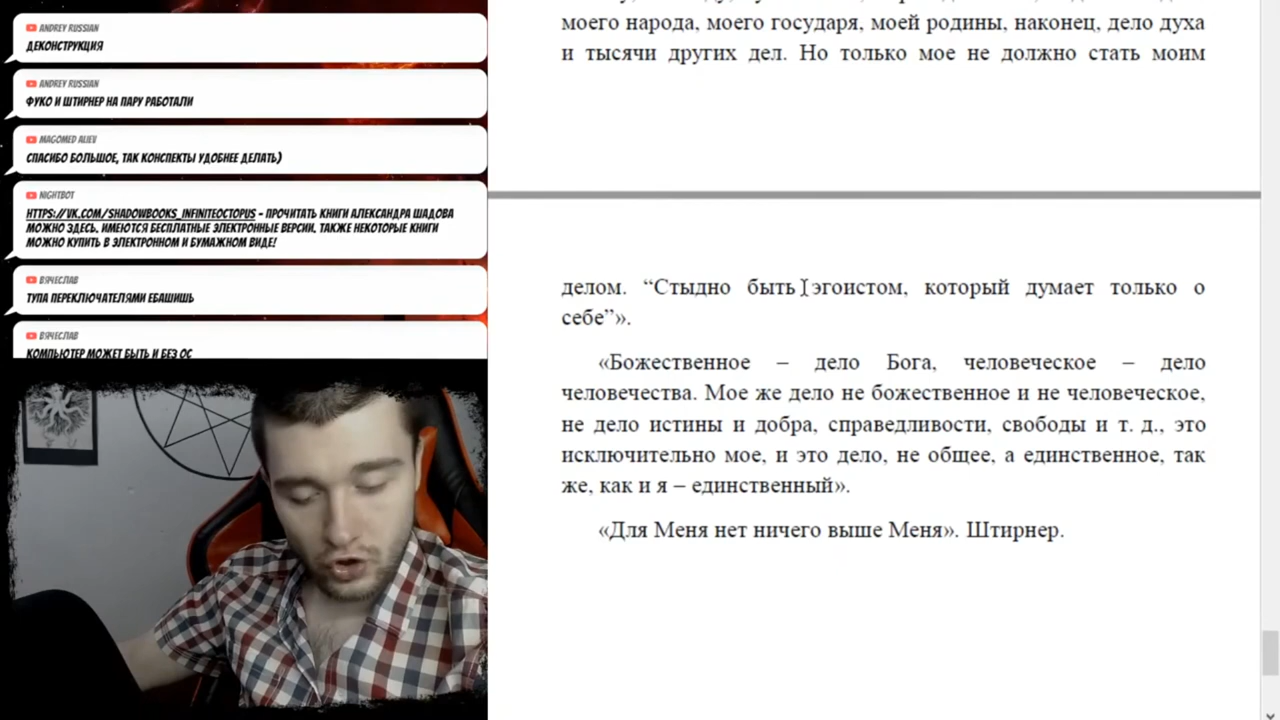 ANDREY RUSSIAN
ДЕКОНСТРУКЦИЯ
ANDREY RUSSIAN
ФУКО И ШТИРНЕР НА ПАРУ РАБОТАЛИ
MAGOMED ALIEV
СПАСИБО БОЛЬШОЕ, ТАК КОНСПЕКТЫ УДОБНЕЕ ДЕЛАТЬ)
NIGHTBOT
HTTPS://VK.COM/SHADOWBOOKS_INFINITEOCTOPUS - ПРОЧИТАТЬ КНИГИ АЛЕКСАНДРА ШАДОВА
МОЖНО ЗДЕСЬ. ИМЕЮТСЯ БЕСПЛАТНЫЕ ЭЛЕКТРОННЫЕ ВЕРСИИ. ТАКЖЕ НЕКОТОРЫЕ КНИГИ
МОЖНО КУПИТЬ В ЭЛЕКТРОННОМ И БУМАЖНОМ ВИДЕ!
ВЯЧЕСЛАВ
ТУПА ПЕРЕКЛЮЧАТЕЛЯМИ ЕБАШИШЬ
ВЯЧЕСЛАВ
КОМПЬЮТЕР МОЖЕТ БЫТЬ И БЕЗ ОС
моего народа, моего государя, моей родины, наконец, дело духа
и тысячи других дел. Но только мое не должно стать моим
делом. “Стыдно быть эгоистом, который думает только о
себе”».
«Божественное – дело Бога, человеческое – дело
человечества. Мое же дело не божественное и не человеческое,
не дело истины и добра, справедливости, свободы и т. д., это
исключительно мое, и это дело, не общее, а единственное, так
же, как и я – единственный».
«Для Меня нет ничего выше Меня». Штирнер.